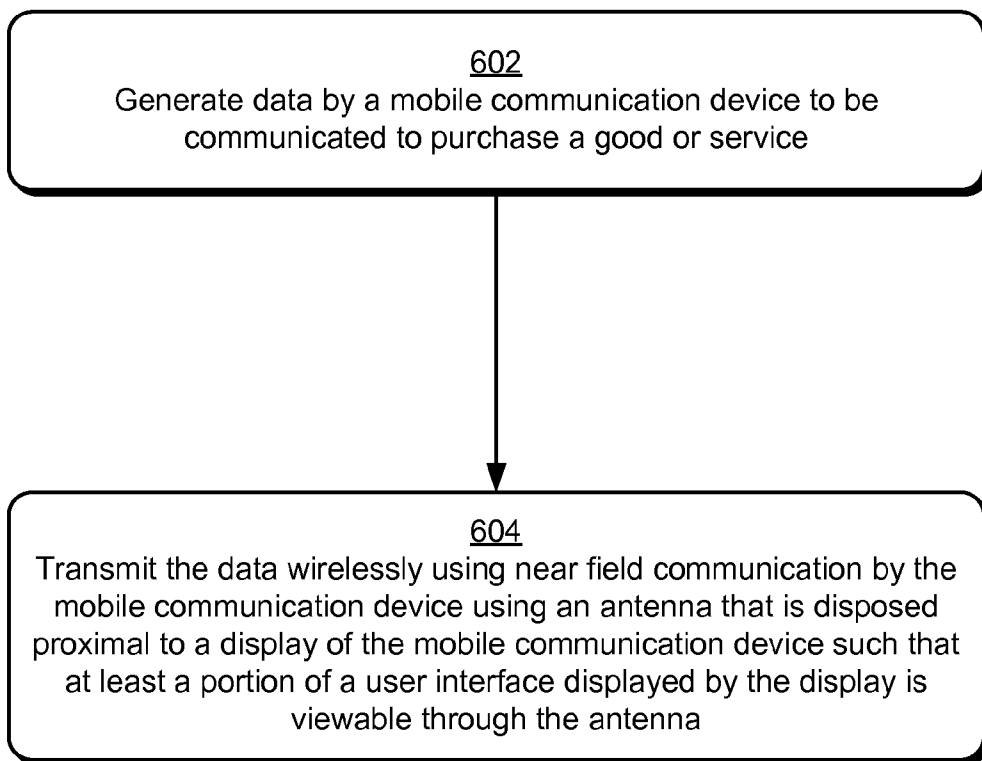 602
Generate data by a mobile communication device to be
communicated to purchase a good or service
604
Transmit the data wirelessly using near field communication by the
mobile communication device using an antenna that is disposed
proximal to a display of the mobile communication device such that
at least a portion of a user interface displayed by the display is
viewable through the antenna